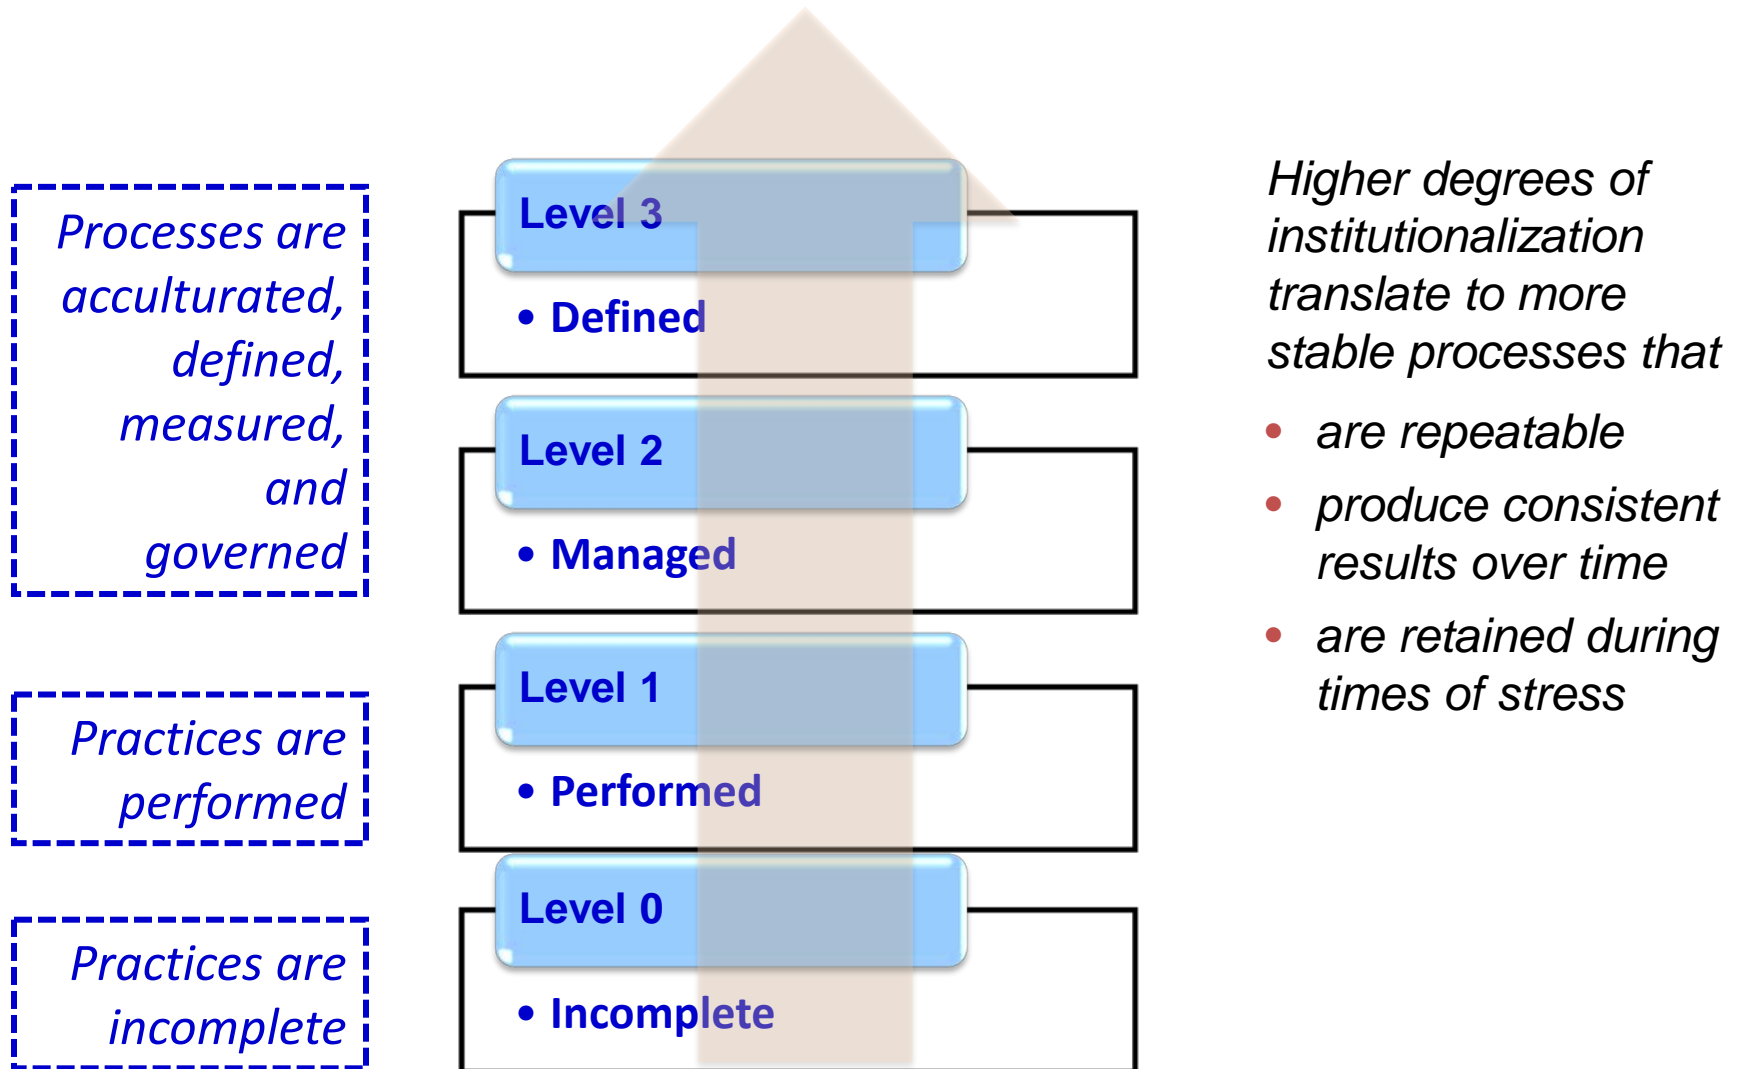 Processes are
acculturated,
defined,
measured,
and
governed
Practices are
performed
Practices are
incomplete
Level 3
• Defined
Level 2
• Managed
Level 1
• Performed
Level 0
• Incomplete
Higher degrees of
institutionalization
translate to more
stable processes that
• are repeatable
• produce consistent
results over time
• are retained during
times of stress